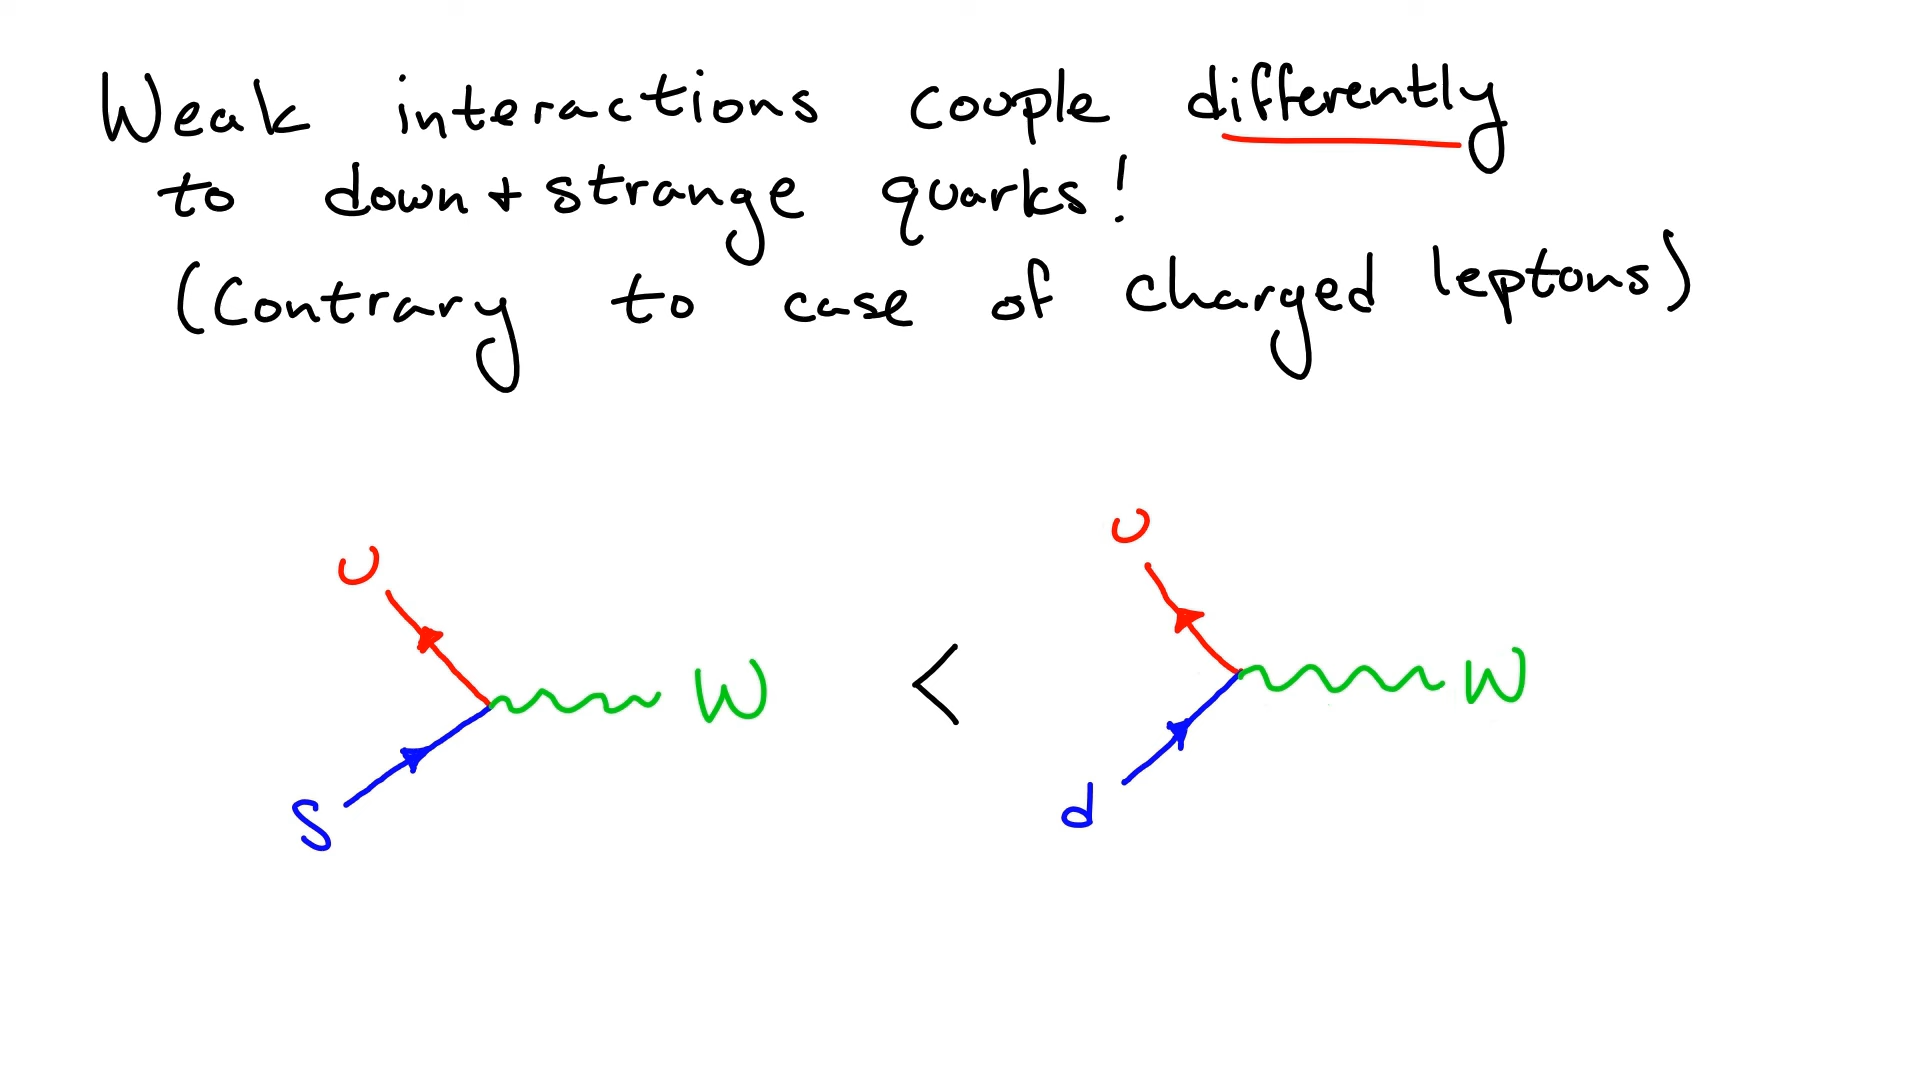 Weak interactions couple differently
to down + strange quarks!
(Contrary to case of charged leptons)
u
u
W
<
W
s
d